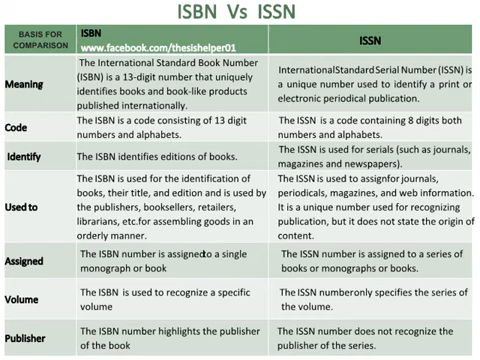 ISBN Vs ISSN
BASIS FOR
COMPARISON
ISBN
www.facebook.com/thesishelper01
ISSN
Meaning
The International Standard Book Number
(ISBN) is a 13-digit number that uniquely
identifies books and book-like products
published internationally.
InternationalStandard Serial Number (ISSN) is
a unique number used to identify a print or
electronic periodical publication.
Code
The ISBN is a code consisting of 13 digit
numbers and alphabets.
The ISSN is a code containing 8 digits both
numbers and alphabets.
Identify
The ISBN identifies editions of books.
The ISSN is used for serials (such as journals,
magazines and newspapers).
Used to
The ISBN is used for the identification of
books, their title, and edition and is used by
the publishers, booksellers, retailers,
librarians, etc.for assembling goods in an
orderly manner.
The ISSN is used to assignfor journals,
periodicals, magazines, and web information.
It is a unique number used for recognizing
publication, but it does not state the origin of
content.
Assigned
The ISBN number is assignedto a single
monograph or book
The ISSN number is assigned to a series of
books or monographs or books.
Volume
The ISBN is used to recognize a specific
volume
The ISSN numberonly specifies the series of
the volume.
Publisher
The ISBN number highlights the publisher
of the book
The ISSN number does not recognize the
publisher of the series.